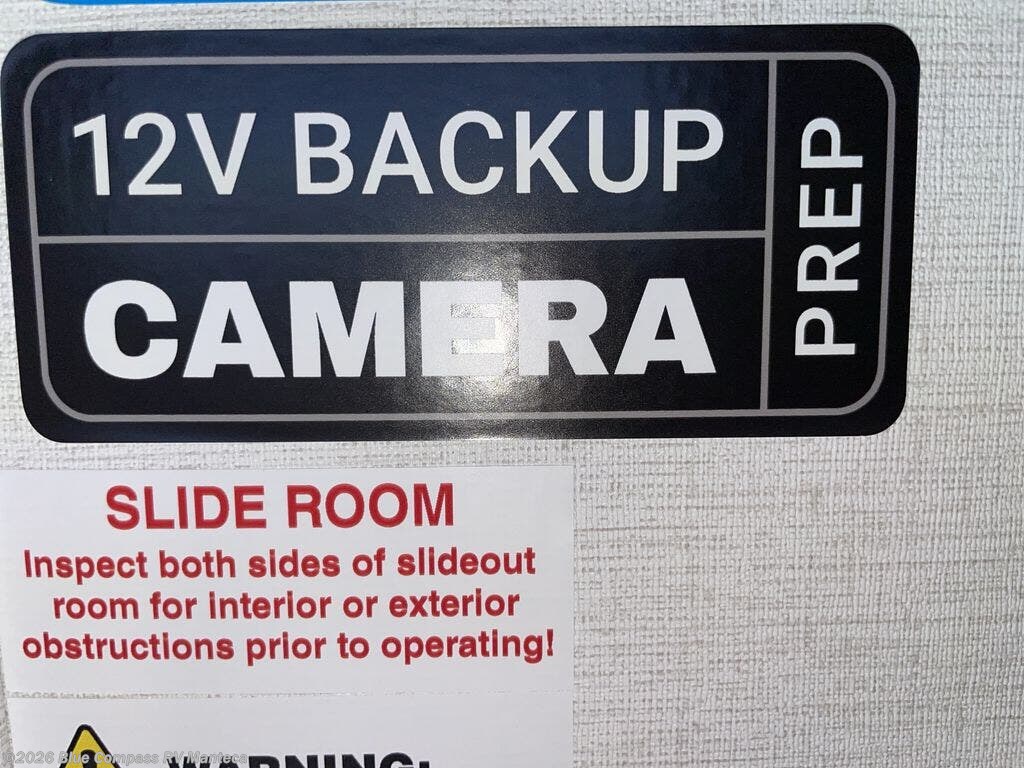 12V BACKUP
CAMERA
PREP
SLIDE ROOM
Inspect both sides of slideout
room for interior or exterior
obstructions prior to operating!
WARNING:
©2026 Blue Compass RV Manteca